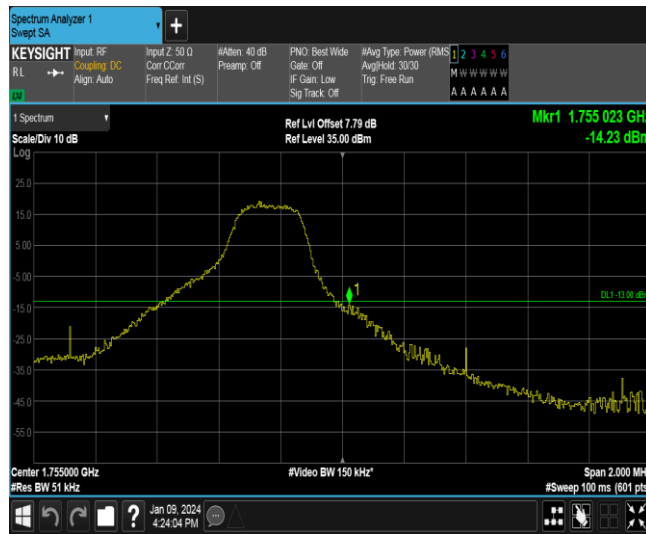 Spectrum Analyzer 1
Swept SA
+
KEYSIGHT
RL
Input: RF
Coupling: DC
Align: Auto
Input Z: 50 Ω
Corr CCorr
Freq Ref: Int (S)
#Atten: 40 dB
Preamp: Off
PNO: Best Wide
Gate: Off
IF Gain: Low
Sig Track: Off
#Avg Type: Power (RMS
Avg|Hold: 30/30
Trig: Free Run
1 2 3 4 5 6
M W W W W W
A A A A A A
1 Spectrum
Scale/Div 10 dB
Ref Lvl Offset 7.79 dB
Ref Level 35.00 dBm
Mkr1 1.755 023 GHz
-14.23 dBm
Log
25.0
15.0
5.00
-5.00
-15.0
-25.0
-35.0
-45.0
-55.0
1
DL1 -13.00 dBm
Center 1.755000 GHz
#Res BW 51 kHz
#Video BW 150 kHz*
Span 2.000 MH
#Sweep 100 ms (601 pts
?
Jan 09, 2024
4:24:04 PM